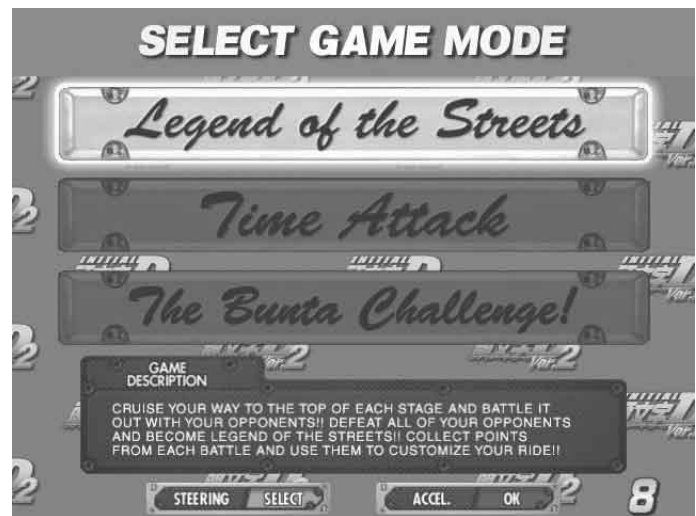 SELECT GAME MODE
Legend of the Streets
Time Attack
The Bunta Challenge!
GAME
DESCRIPTION
CRUISE YOUR WAY TO THE TOP OF EACH STAGE AND BATTLE IT
OUT WITH YOUR OPPONENTS!! DEFEAT ALL OF YOUR OPPONENTS
AND BECOME LEGEND OF THE STREETS!! COLLECT POINTS
FROM EACH BATTLE AND USE THEM TO CUSTOMIZE YOUR RIDE!!
STEERING SELECT ACCEL. OK 8